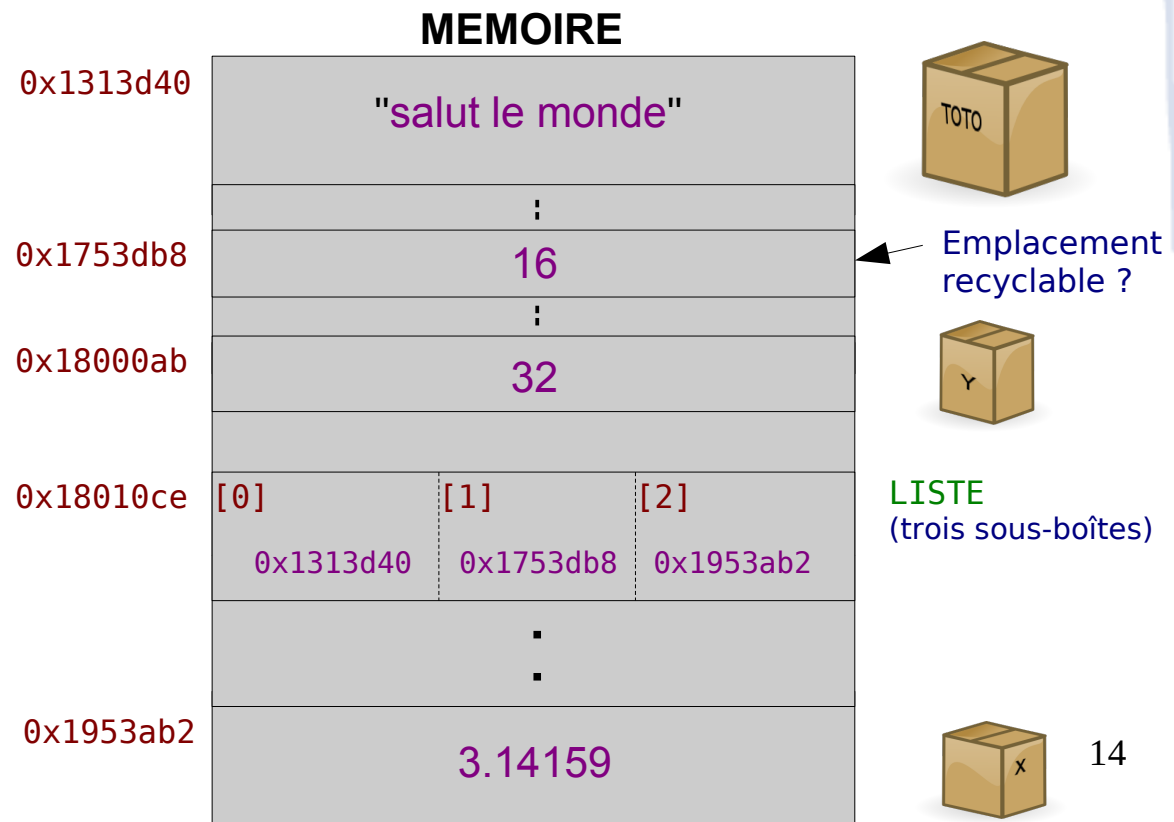 MEMOIRE
0x1313d40
"salut le monde"
TOTO
0x1753db8
16
Emplacement
recyclable ?
0x18000ab
32
Y
0x18010ce
[0] [1] [2]
0x1313d40 0x1753db8 0x1953ab2
LISTE
(trois sous-boîtes)
0x1953ab2
3.14159
X
14